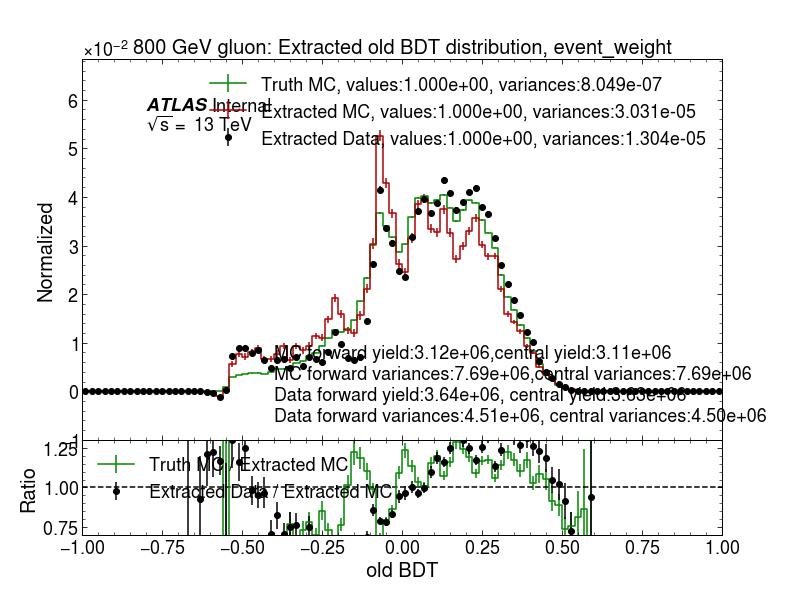 ×10⁻² 800 GeV gluon: Extracted old BDT distribution, event_weight
Truth MC, values:1.000e+00, variances:8.049e-07
ATLAS Internal
Extracted MC, values:1.000e+00, variances:3.031e-05
√s = 13 TeV
Extracted Data, values:1.000e+00, variances:1.304e-05
Normalized
6
5
4
3
2
1
0
−1
MC forward yield:3.12e+06,central yield:3.11e+06
MC forward variances:7.69e+06,central variances:7.69e+06
Data forward yield:3.64e+06, central yield:3.63e+06
Data forward variances:4.51e+06, central variances:4.50e+06
Ratio
1.25
1.00
0.75
Truth MC / Extracted MC
Extracted Data / Extracted MC
−1.00 −0.75 −0.50 −0.25 0.00 0.25 0.50 0.75 1.00
old BDT